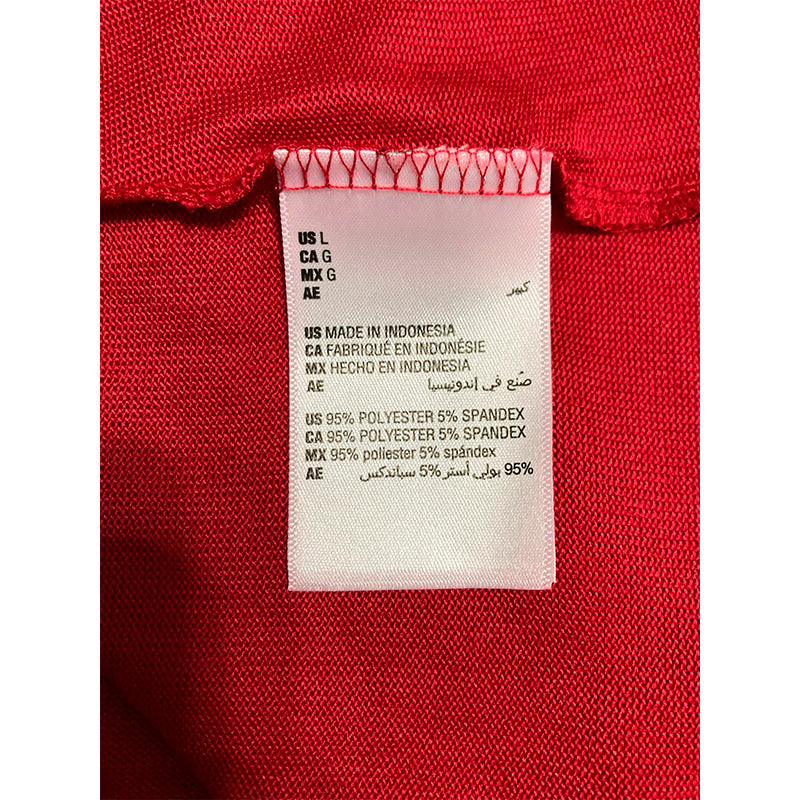 US L
CA G
MX G
AE كبير
US MADE IN INDONESIA
CA FABRIQUÉ EN INDONÉSIE
MX HECHO EN INDONESIA
AE صُنع في إندونيسيا
US 95% POLYESTER 5% SPANDEX
CA 95% POLYESTER 5% SPANDEX
MX 95% poliester 5% spándex
AE 95% بولي أستر 5% سباندكس